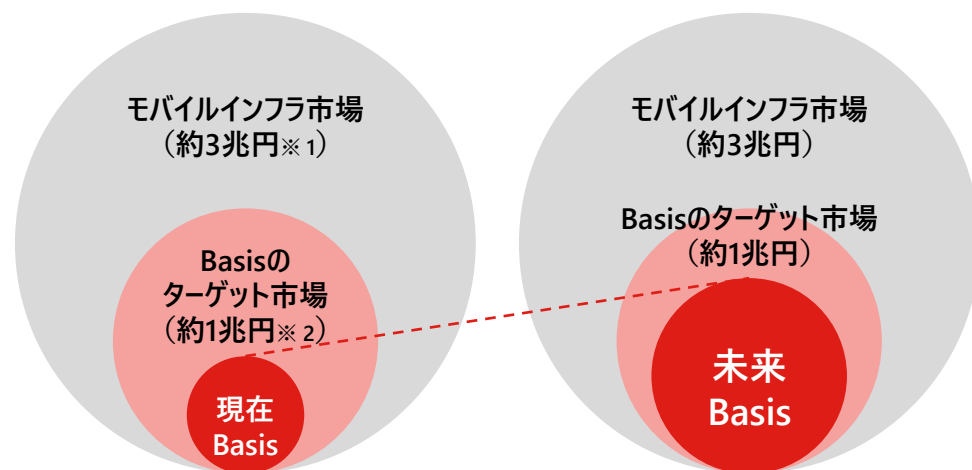 モバイルインフラ市場
（約3兆円※1）
Basisの
ターゲット市場
（約1兆円※2）
現在
Basis
モバイルインフラ市場
（約3兆円）
Basisのターゲット市場
（約1兆円）
未来
Basis